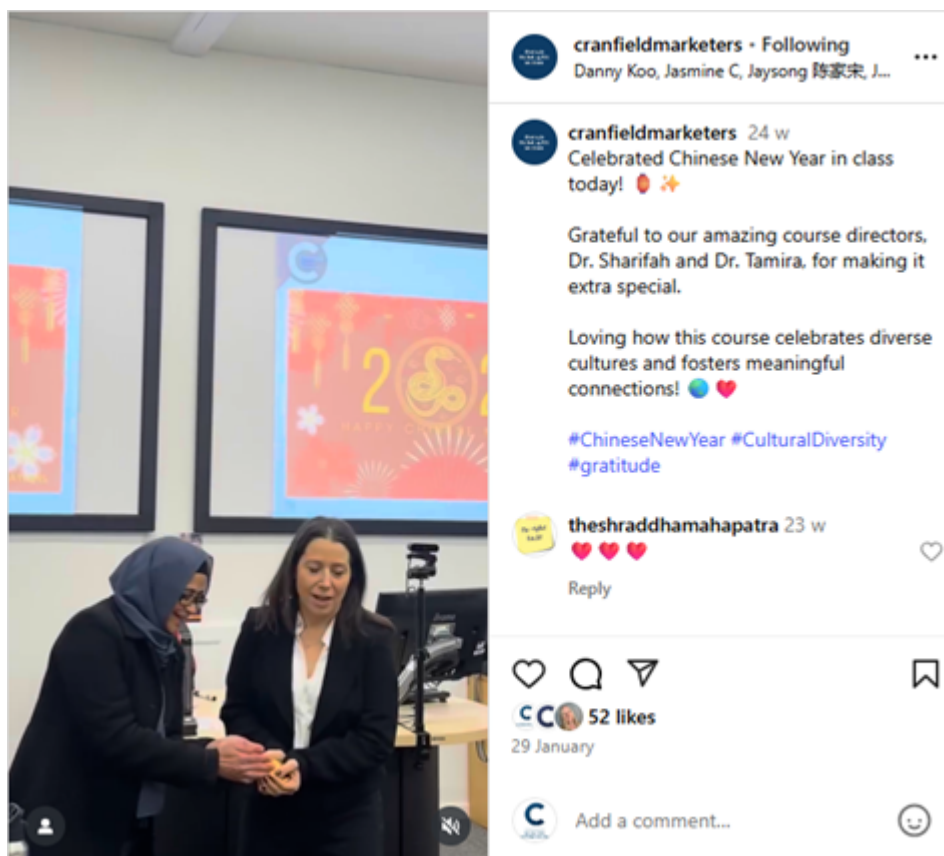 2 2
HAPPY
cranfieldmarketers • Following
Danny Koo, Jasmine C, Jaysong 陈家宋, J...
cranfieldmarketers 24 w
Celebrated Chinese New Year in class
today! 🏮 ✨
Grateful to our amazing course directors,
Dr. Sharifah and Dr. Tamira, for making it
extra special.
Loving how this course celebrates diverse
cultures and fosters meaningful
connections! 🌏 ❤️
#ChineseNewYear #CulturalDiversity
#gratitude
theshraddhamahapatra 23 w
❤️ ❤️ ❤️
Reply
52 likes
29 January
Add a comment...